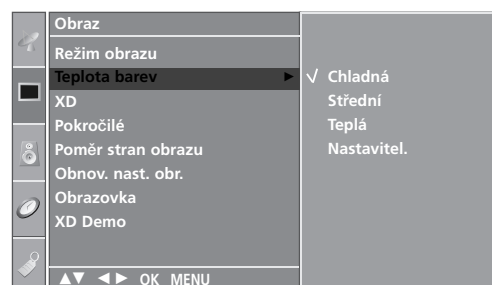 Obraz
Režim obrazu
Teplota barev ►
XD
Pokročilé
Poměr stran obrazu
Obnov. nast. obr.
Obrazovka
XD Demo
▲▼ ◄► OK MENU
√ Chladná
Střední
Teplá
Nastavitel.